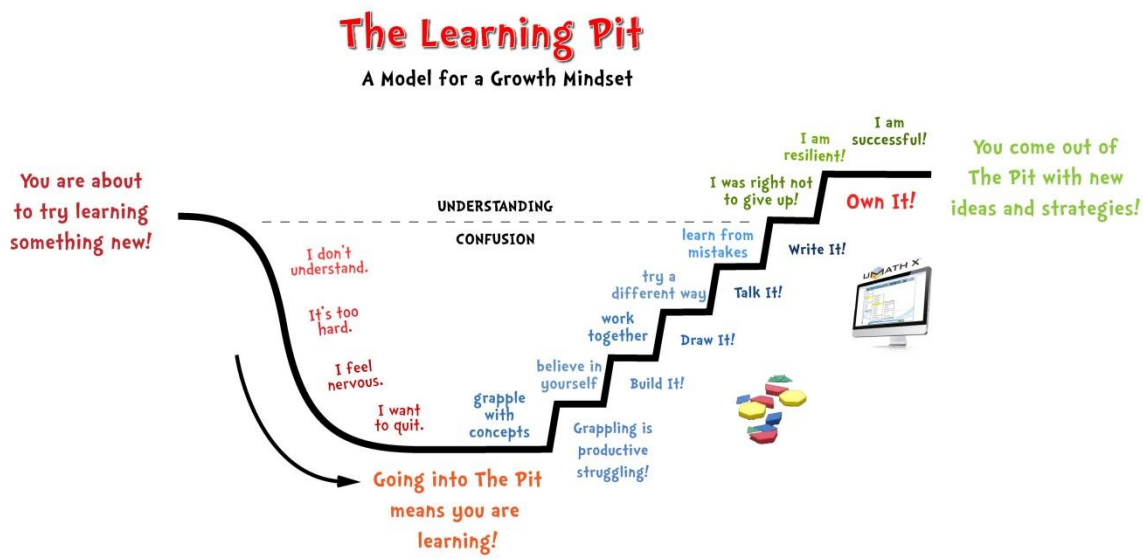 The Learning Pit
A Model for a Growth Mindset
You are about
to try learning
something new!
UNDERSTANDING
CONFUSION
I don't
understand.
It's too
hard.
I feel
nervous.
I want
to quit.
Going into The Pit
means you are
learning!
grapple
with
concepts
Grappling is
productive
struggling!
believe in
yourself
Build It!
work
together
Draw It!
try a
different way
Talk It!
learn from
mistakes
Write It!
I was right not
to give up!
Own It!
I am
resilient!
I am
successful!
You come out of
The Pit with new
ideas and strategies!
uMATH X